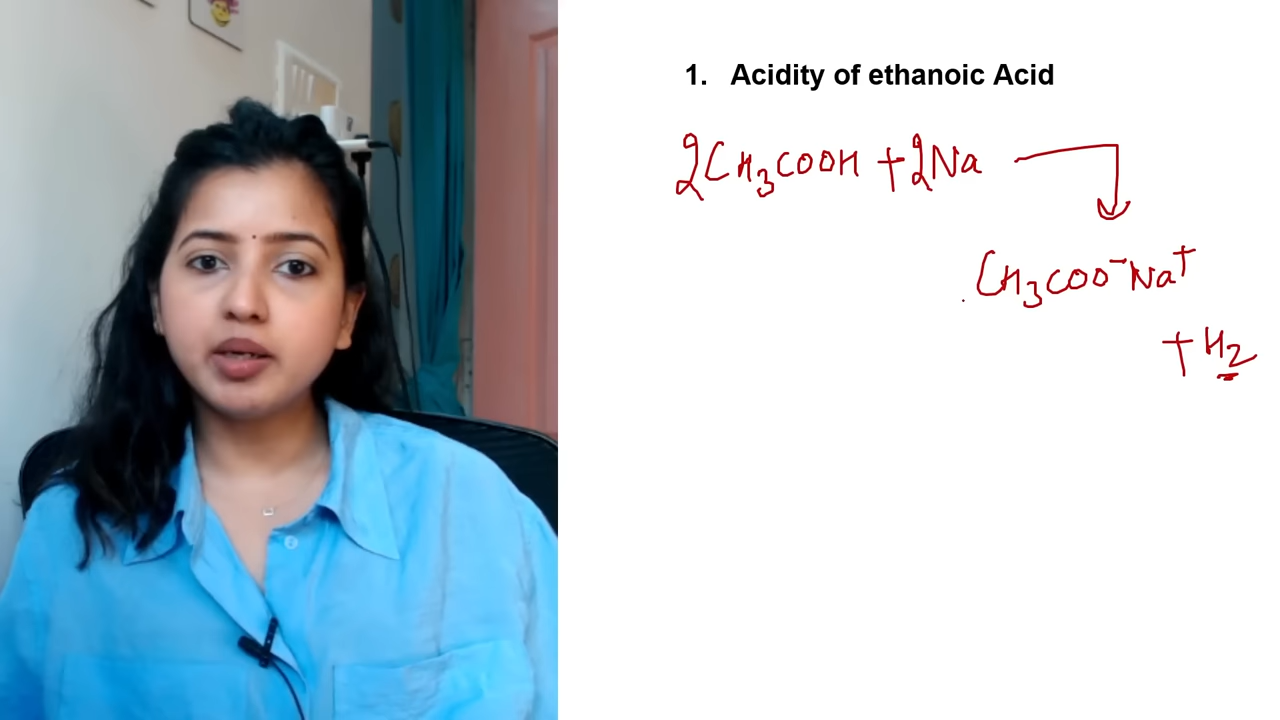 1. Acidity of ethanoic Acid
2CH3COOH + 2Na
CH3COO⁻Na⁺
+ H2